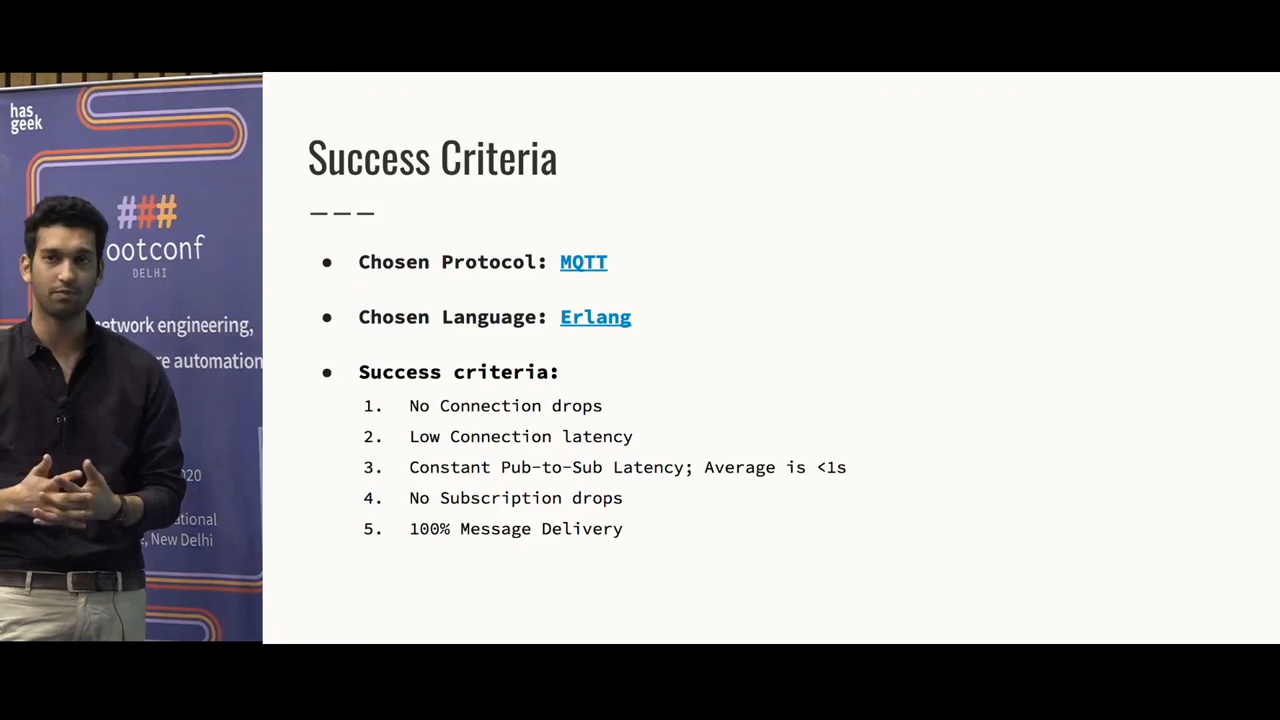 has
geek
###
ootconf
DELHI
etwork engineering,
re automation
020
ational
, New Delhi
Success Criteria
● Chosen Protocol: MQTT
● Chosen Language: Erlang
● Success criteria:
1. No Connection drops
2. Low Connection latency
3. Constant Pub-to-Sub Latency; Average is <1s
4. No Subscription drops
5. 100% Message Delivery